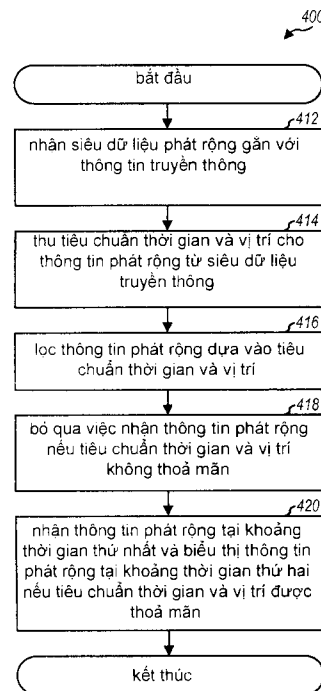 400
bắt đầu
412
nhân siêu dữ liệu phát rộng gắn với
thông tin truyền thông
414
thu tiêu chuẩn thời gian và vị trí cho
thông tin phát rộng từ siêu dữ liệu
truyền thông
416
lọc thông tin phát rộng dựa vào tiêu
chuẩn thời gian và vị trí
418
bỏ qua việc nhận thông tin phát rộng
nếu tiêu chuẩn thời gian và vị trí
không thoả mãn
420
nhận thông tin phát rộng tại khoảng
thời gian thứ nhất và biểu thị thông tin
phát rộng tại khoảng thời gian thứ hai
nếu tiêu chuẩn thời gian và vị trí được
thoả mãn
kết thúc